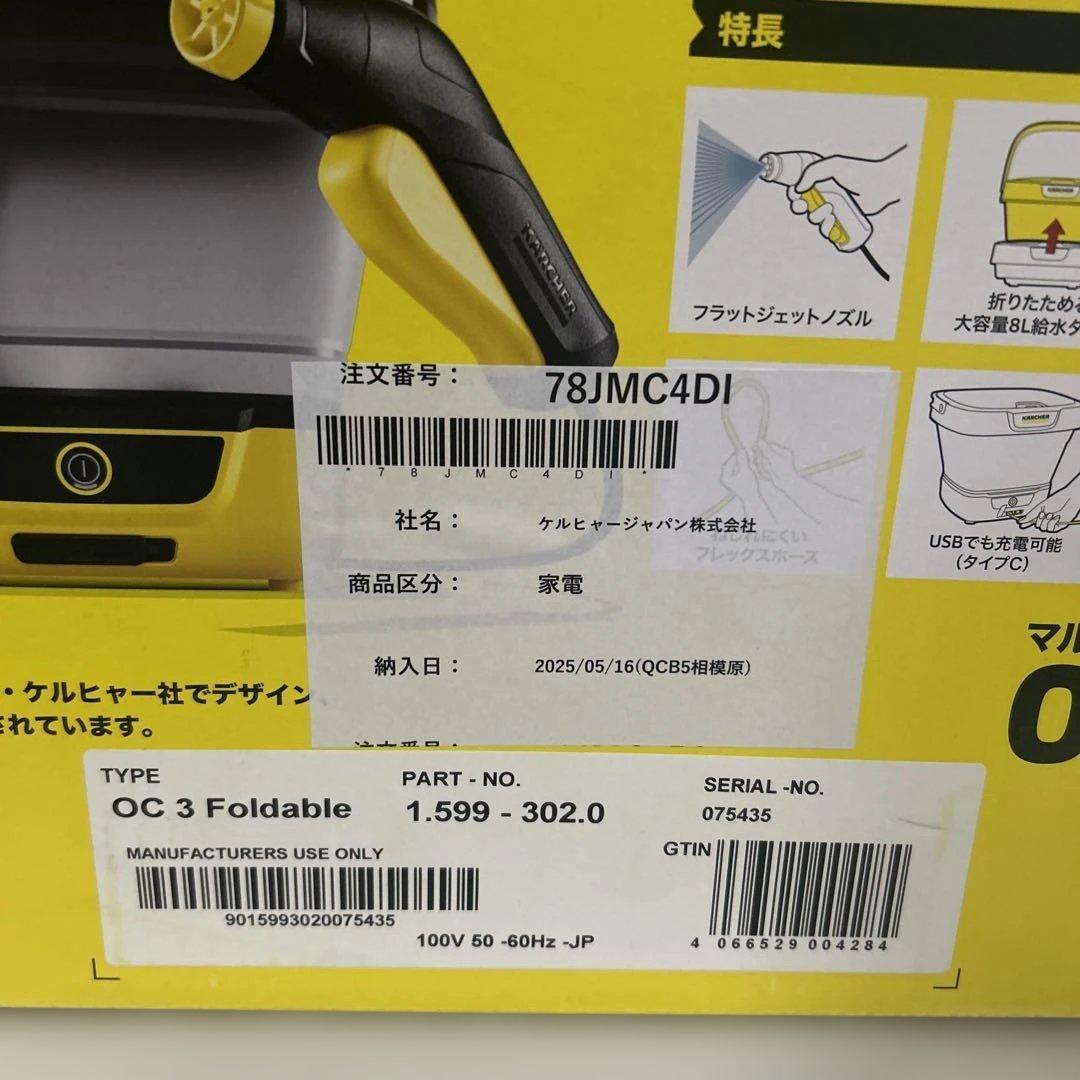 特長
KÄRCHER
フラットジェットノズル
KÄRCHER
折りたためる
大容量8L給水タ
注文番号： 78JMC4DI
*78JMC4DI*
社名： ケルヒャージャパン株式会社
ねじれにくい
フレックスホース
KÄRCHER
USBでも充電可能
(タイプC)
商品区分： 家電
納入日： 2025/05/16(QCB5相模原)
マル
・ケルヒャー社でデザイン
されています。
注文番号：
TYPE PART - NO. SERIAL -NO.
OC 3 Foldable 1.599 - 302.0 075435
MANUFACTURERS USE ONLY GTIN
9015993020075435
100V 50 -60Hz -JP 4 066529 004284